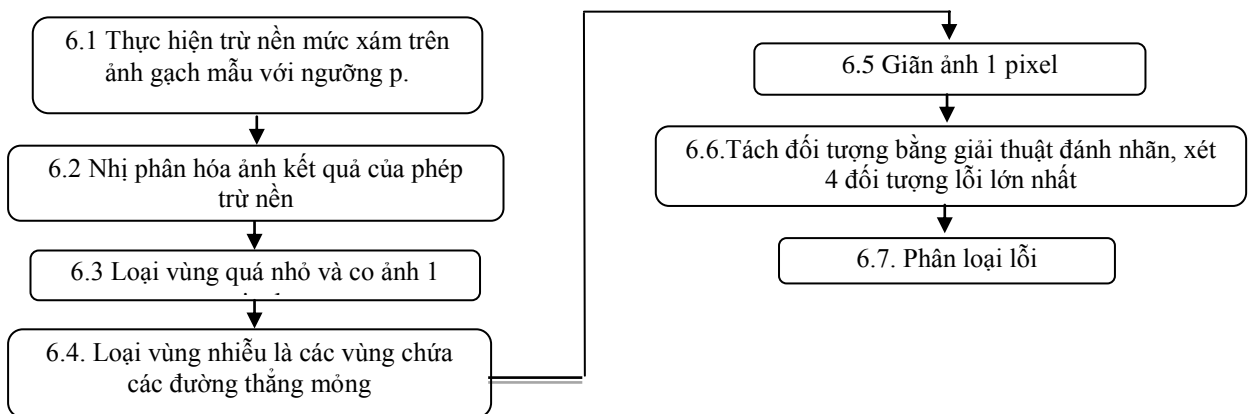 6.1 Thực hiện trừ nền mức xám trên
ảnh gạch mẫu với ngưỡng p.
6.2 Nhị phân hóa ảnh kết quả của phép
trừ nền
6.3 Loại vùng quá nhỏ và co ảnh 1
6.4. Loại vùng nhiễu là các vùng chứa
các đường thẳng mỏng
6.5 Giãn ảnh 1 pixel
6.6.Tách đối tượng bằng giải thuật đánh nhãn, xét
4 đối tượng lỗi lớn nhất
6.7. Phân loại lỗi